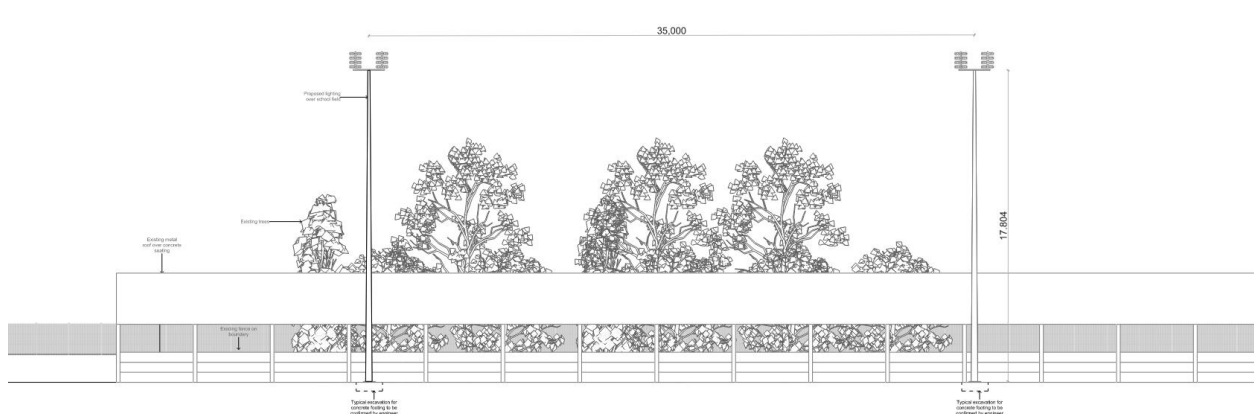 35,000
Proposed lighting
over school field
17.804
Existing trees
Existing metal
roof over concrete
seating
Existing fence on
boundary
Typical excavation for
concrete footing to be
confirmed by engineer
Typical excavation for
concrete footing to be
confirmed by engineer